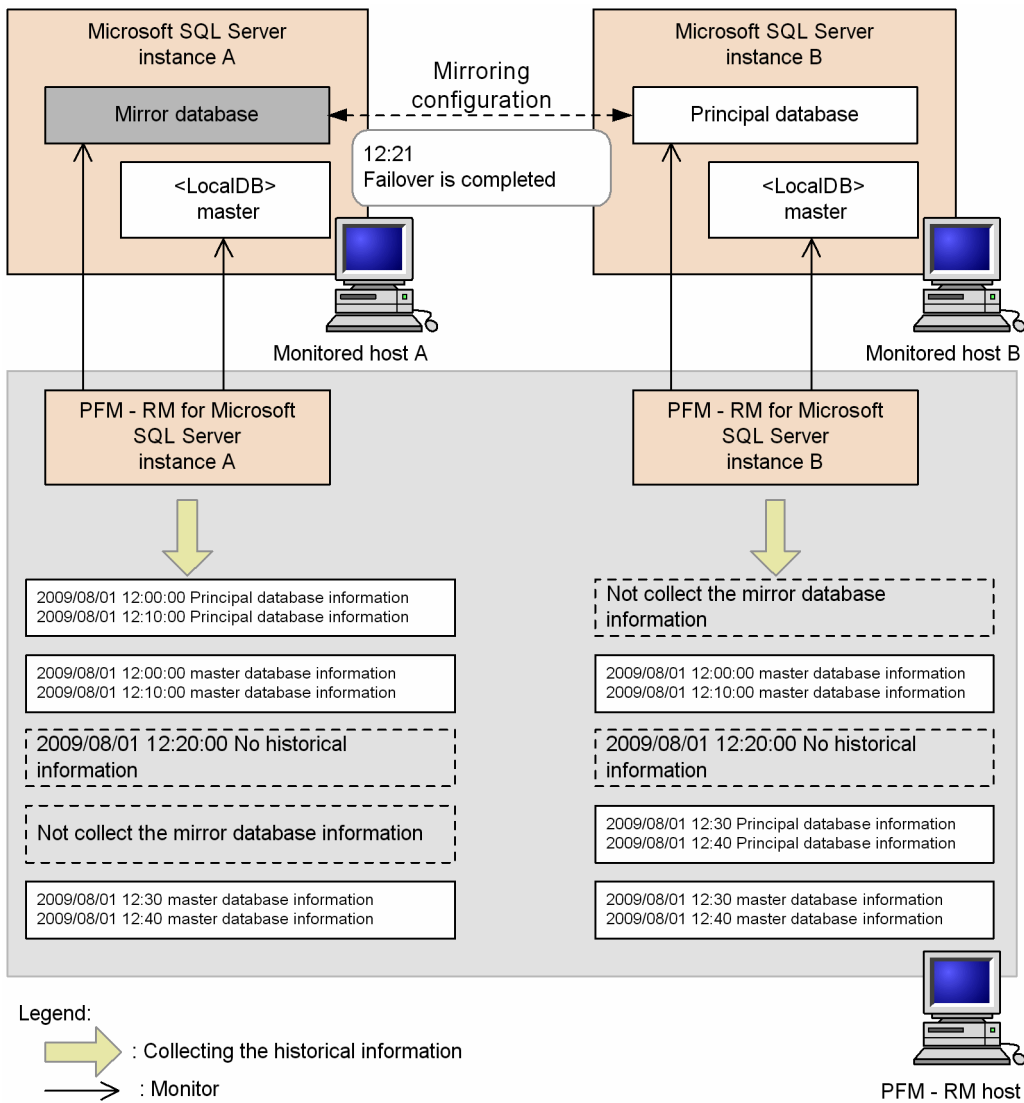 Microsoft SQL Server
instance A
Mirror database
<LocalDB>
master
Mirroring
configuration
12:21
Failover is completed
Microsoft SQL Server
instance B
Principal database
<LocalDB>
master
Monitored host A
Monitored host B
PFM - RM for Microsoft
SQL Server
instance A
PFM - RM for Microsoft
SQL Server
instance B
2009/08/01 12:00:00 Principal database information
2009/08/01 12:10:00 Principal database information
2009/08/01 12:00:00 master database information
2009/08/01 12:10:00 master database information
2009/08/01 12:20:00 No historical
information
Not collect the mirror database information
2009/08/01 12:30 master database information
2009/08/01 12:40 master database information
Not collect the mirror database
information
2009/08/01 12:00:00 master database information
2009/08/01 12:10:00 master database information
2009/08/01 12:20:00 No historical
information
2009/08/01 12:30 Principal database information
2009/08/01 12:40 Principal database information
2009/08/01 12:30 master database information
2009/08/01 12:40 master database information
Legend:
: Collecting the historical information
: Monitor
PFM - RM host